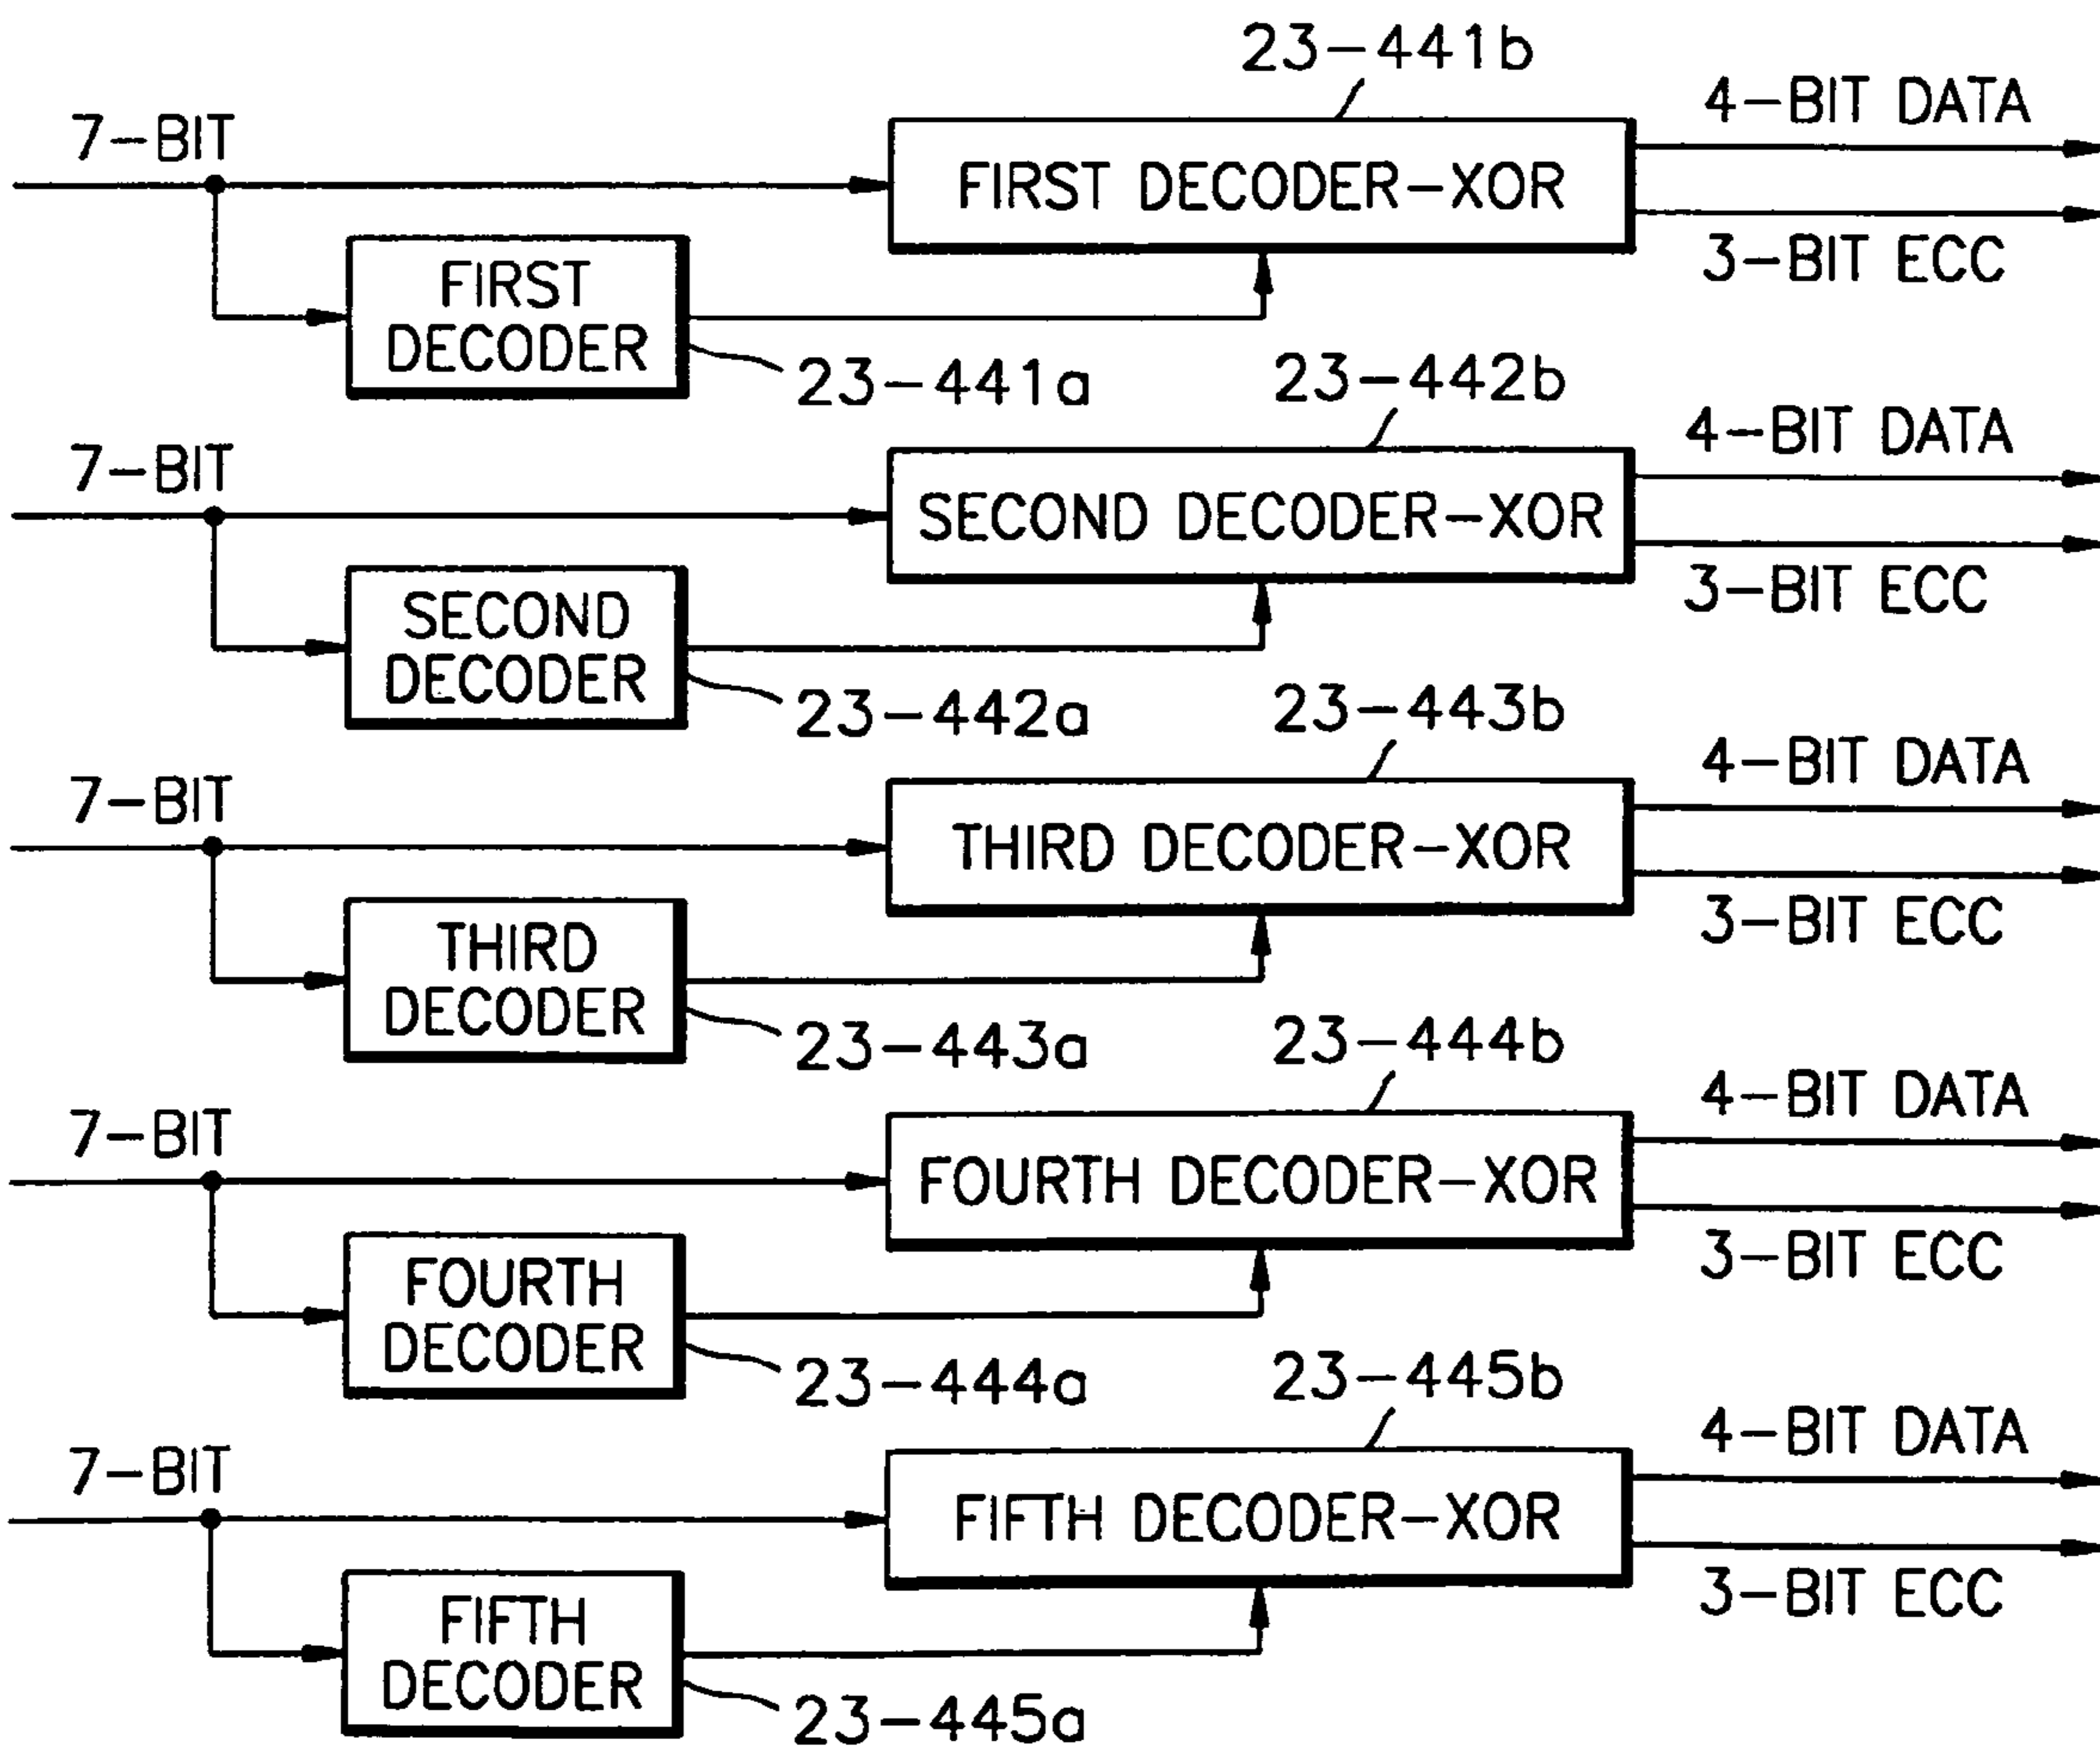 23-441b
7-BIT
4-BIT DATA
FIRST DECODER-XOR
3-BIT ECC
FIRST
DECODER
23-441a
23-442b
7-BIT
4-BIT DATA
SECOND DECODER-XOR
3-BIT ECC
SECOND
DECODER
23-442a
23-443b
7-BIT
4-BIT DATA
THIRD DECODER-XOR
3-BIT ECC
THIRD
DECODER
23-443a
23-444b
7-BIT
4-BIT DATA
FOURTH DECODER-XOR
3-BIT ECC
FOURTH
DECODER
23-444a
23-445b
7-BIT
4-BIT DATA
FIFTH DECODER-XOR
3-BIT ECC
FIFTH
DECODER
23-445a